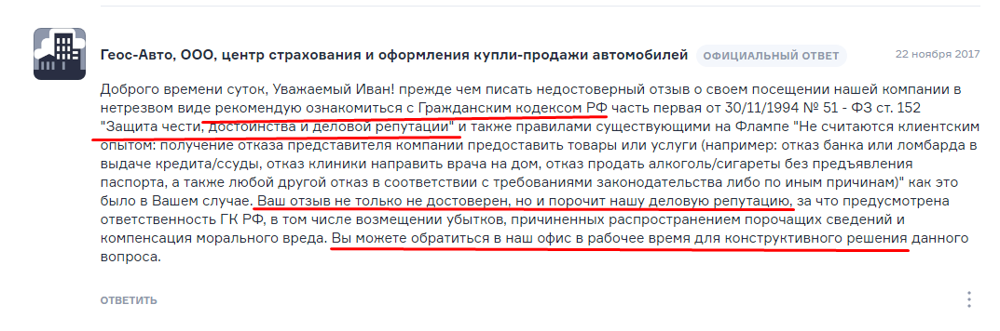 Геос-Авто, ООО, центр страхования и оформления купли-продажи автомобилей ОФИЦИАЛЬНЫЙ ОТВЕТ 22 ноября 2017
Доброго времени суток, Уважаемый Иван! прежде чем писать недостоверный отзыв о своем посещении нашей компании в
нетрезвом виде рекомендую ознакомиться с Гражданским кодексом РФ часть первая от 30/11/1994 № 51 - ФЗ ст. 152
"Защита чести, достоинства и деловой репутации" и также правилами существующими на Флампе "Не считаются клиентским
опытом: получение отказа представителя компании предоставить товары или услуги (например: отказ банка или ломбарда в
выдаче кредита/ссуды, отказ клиники направить врача на дом, отказ продать алкоголь/сигареты без предъявления
паспорта, а также любой другой отказ в соответствии с требованиями законодательства либо по иным причинам)" как это
было в Вашем случае. Ваш отзыв не только не достоверен, но и порочит нашу деловую репутацию, за что предусмотрена
ответственность ГК РФ, в том числе возмещении убытков, причиненных распространением порочащих сведений и
компенсация морального вреда. Вы можете обратиться в наш офис в рабочее время для конструктивного решения данного
вопроса.
ОТВЕТИТЬ